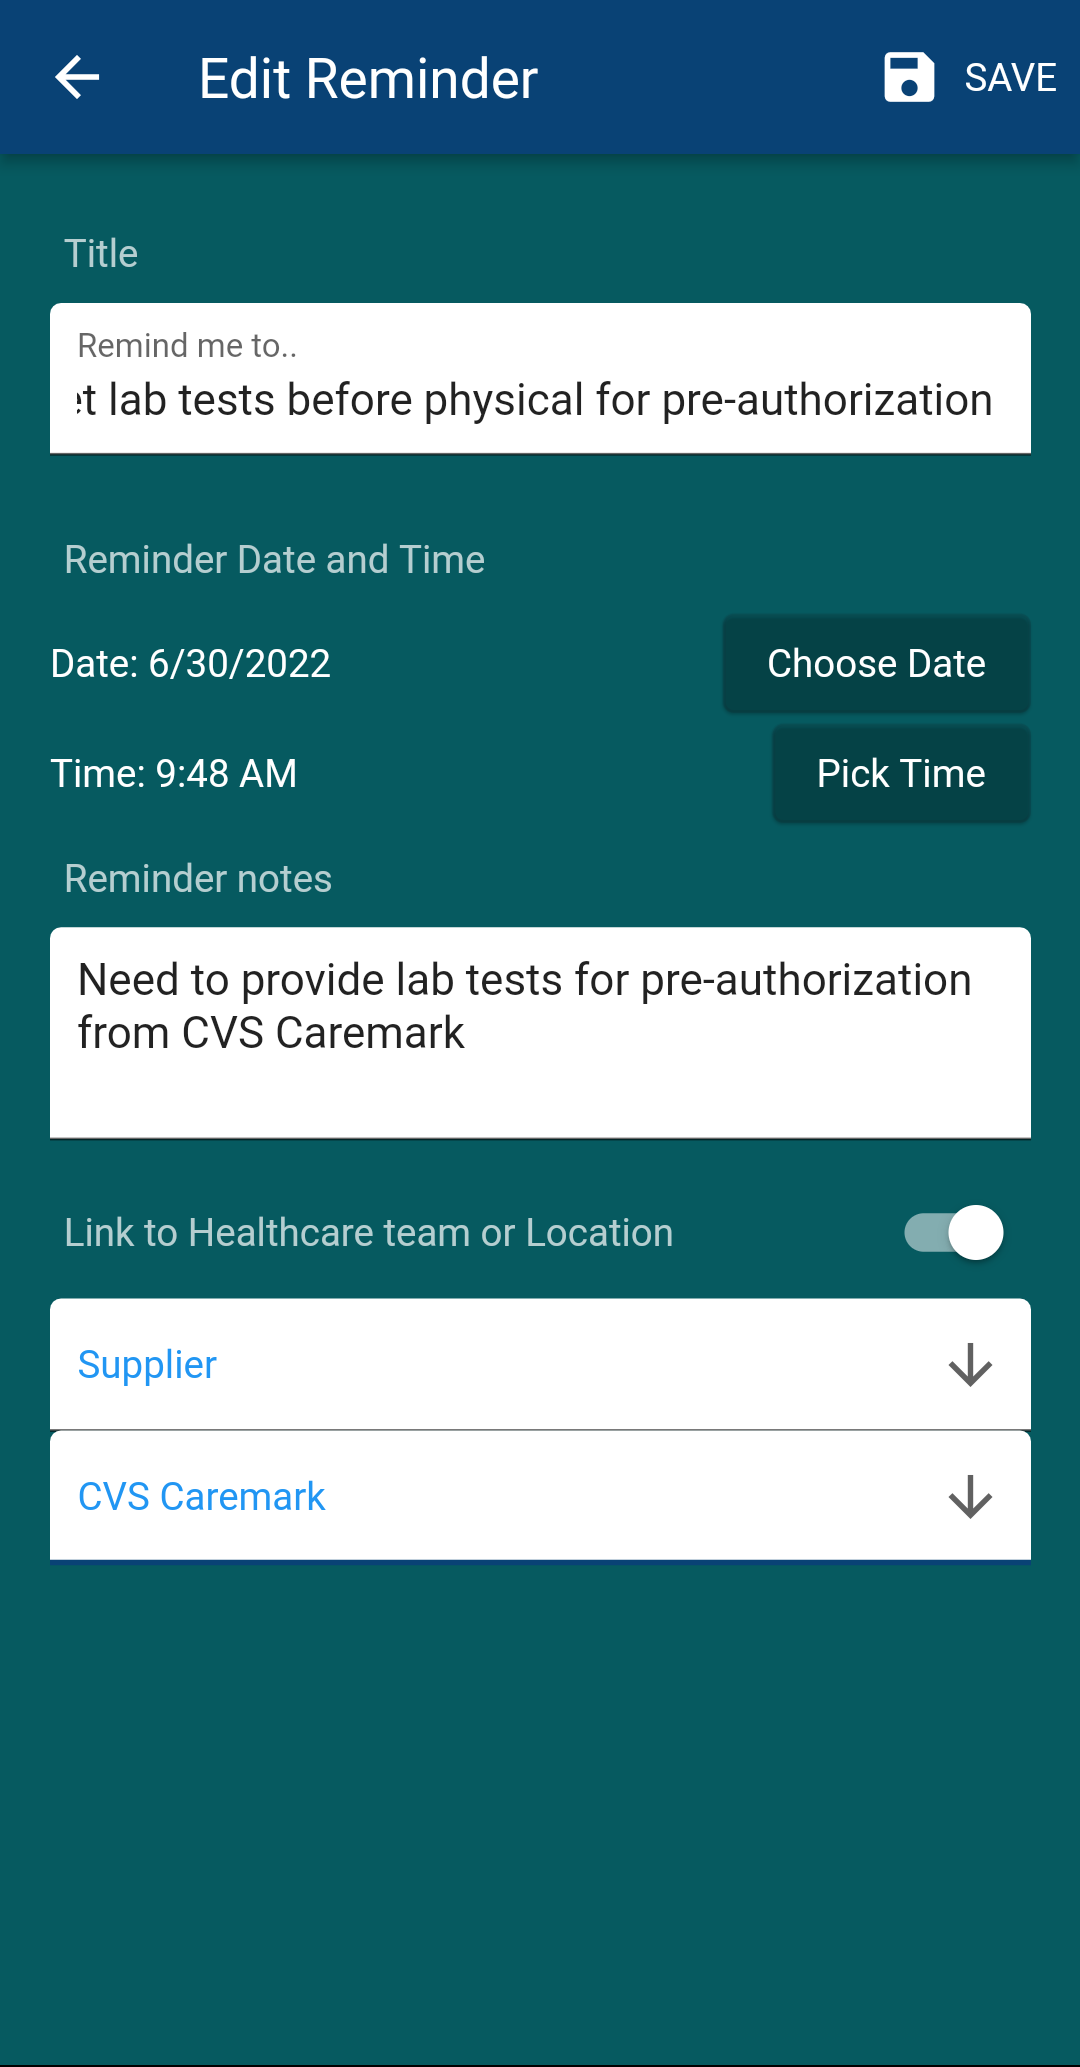 Edit Reminder
SAVE
Title
Remind me to..
lab tests before physical for pre-authorization
Reminder Date and Time
Date: 6/30/2022
Choose Date
Time: 9:48 AM
Pick Time
Reminder notes
Need to provide lab tests for pre-authorization
from CVS Caremark
Link to Healthcare team or Location
Supplier
CVS Caremark